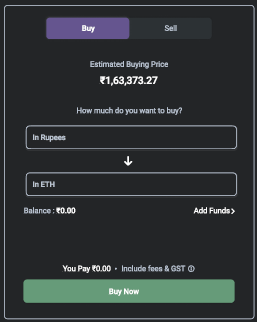 Buy Sell
Estimated Buying Price
₹1,63,373.27
How much do you want to buy?
In Rupees
In ETH
Balance : ₹0.00 Add Funds
You Pay ₹0.00 • Include fees & GST
Buy Now